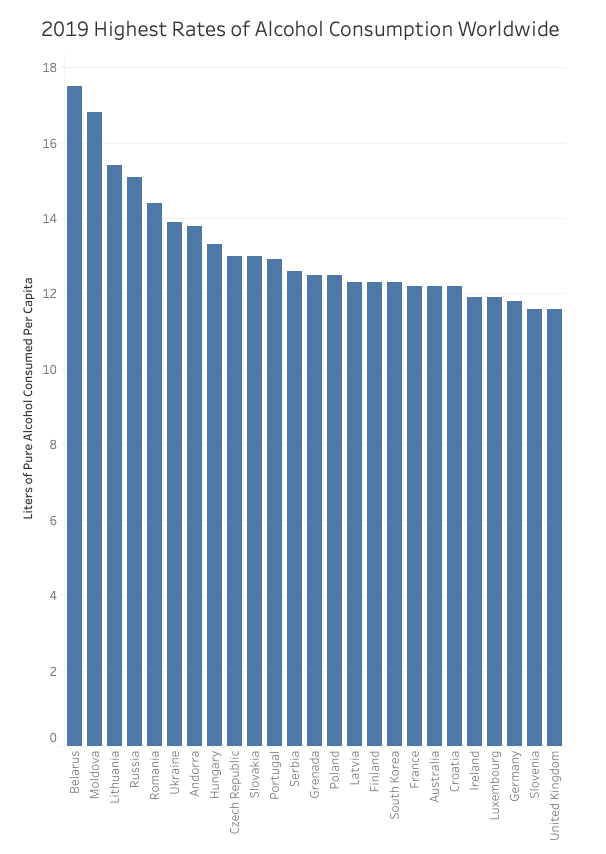 2019 Highest Rates of Alcohol Consumption Worldwide
Liters of Pure Alcohol Consumed Per Capita
18
16
14
12
10
8
6
4
2
0
Belarus
Moldova
Lithuania
Russia
Romania
Ukraine
Andorra
Hungary
Czech Republic
Slovakia
Portugal
Serbia
Grenada
Poland
Latvia
Finland
South Korea
France
Australia
Croatia
Ireland
Luxembourg
Germany
Slovenia
United Kingdom